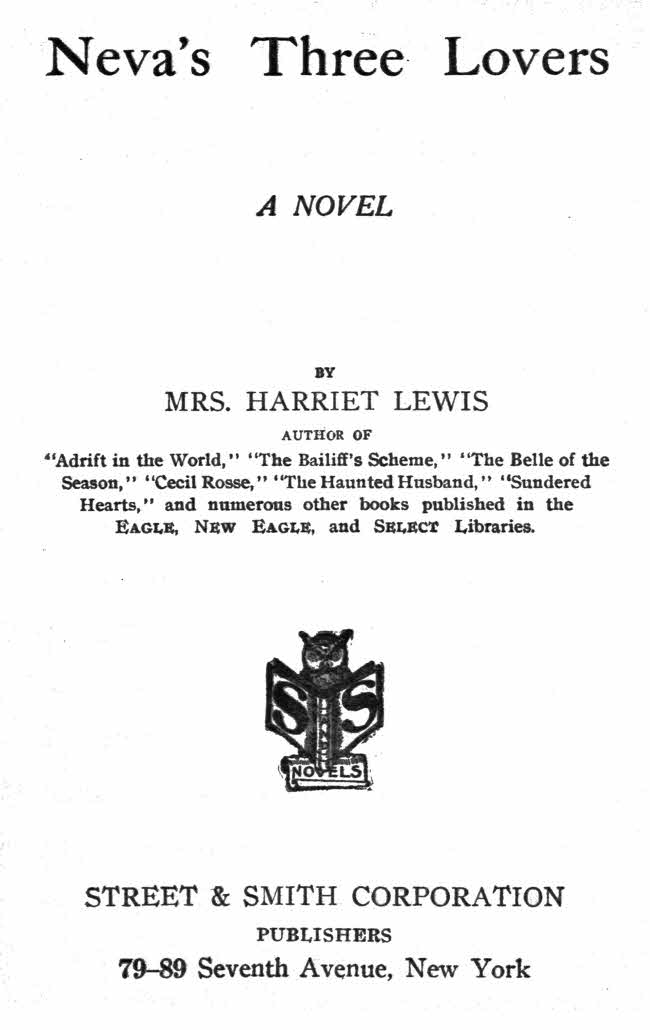 Neva's Three Lovers
A NOVEL
BY
MRS. HARRIET LEWIS
AUTHOR OF
"Adrift in the World," "The Bailiff's Scheme," "The Belle of the
Season," "Cecil Rosse," "The Haunted Husband," "Sundered
Hearts," and numerous other books published in the
EAGLE, NEW EAGLE, and SELECT Libraries.
S S
NOVELS
STREET & SMITH CORPORATION
PUBLISHERS
79–89 Seventh Avenue, New York